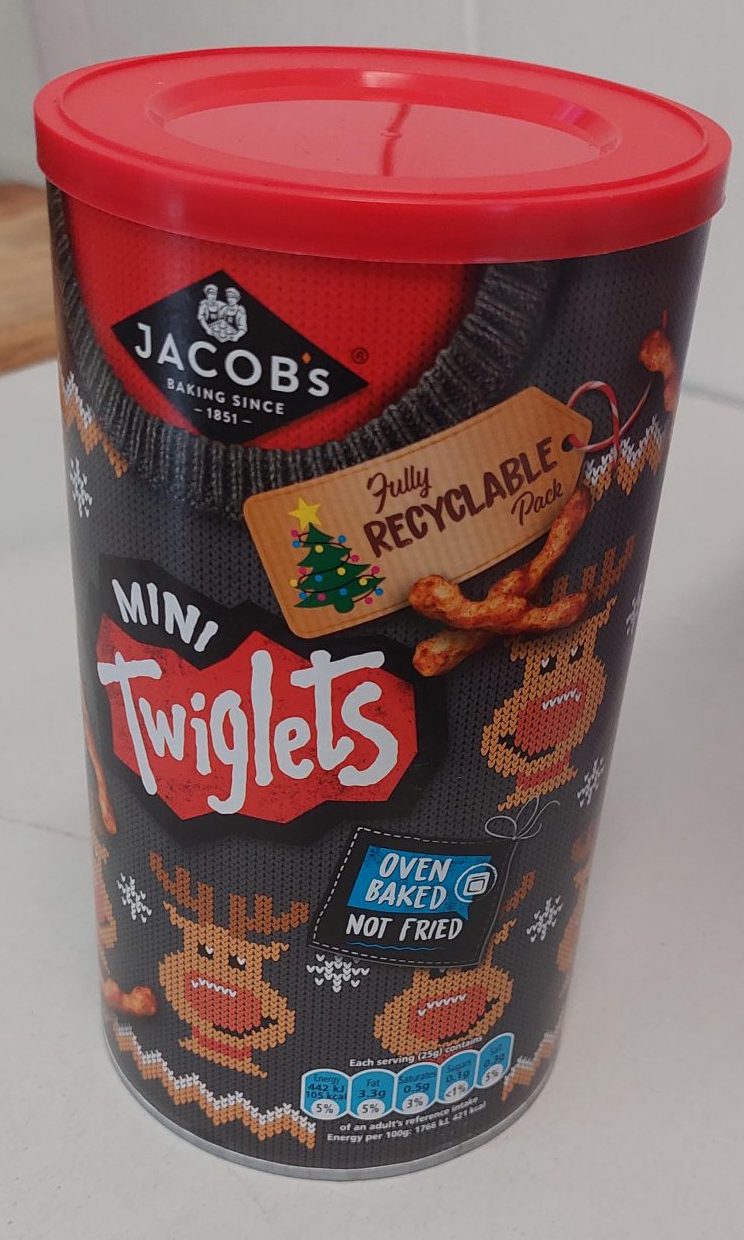 JACOB'S
®
BAKING SINCE
- 1851 -
Fully
RECYCLABLE
Pack
MINI
Twiglets
OVEN
BAKED
NOT FRIED
Each serving (25g) contains
Energy Fat Saturates Sugars Salt
442 kJ 3.3g 0.5g 0.1g 0.3g
105 kcal
5% 5% 3% <1% 5%
of an adult's reference intake
Energy per 100g: 1766 kJ, 421 kcal